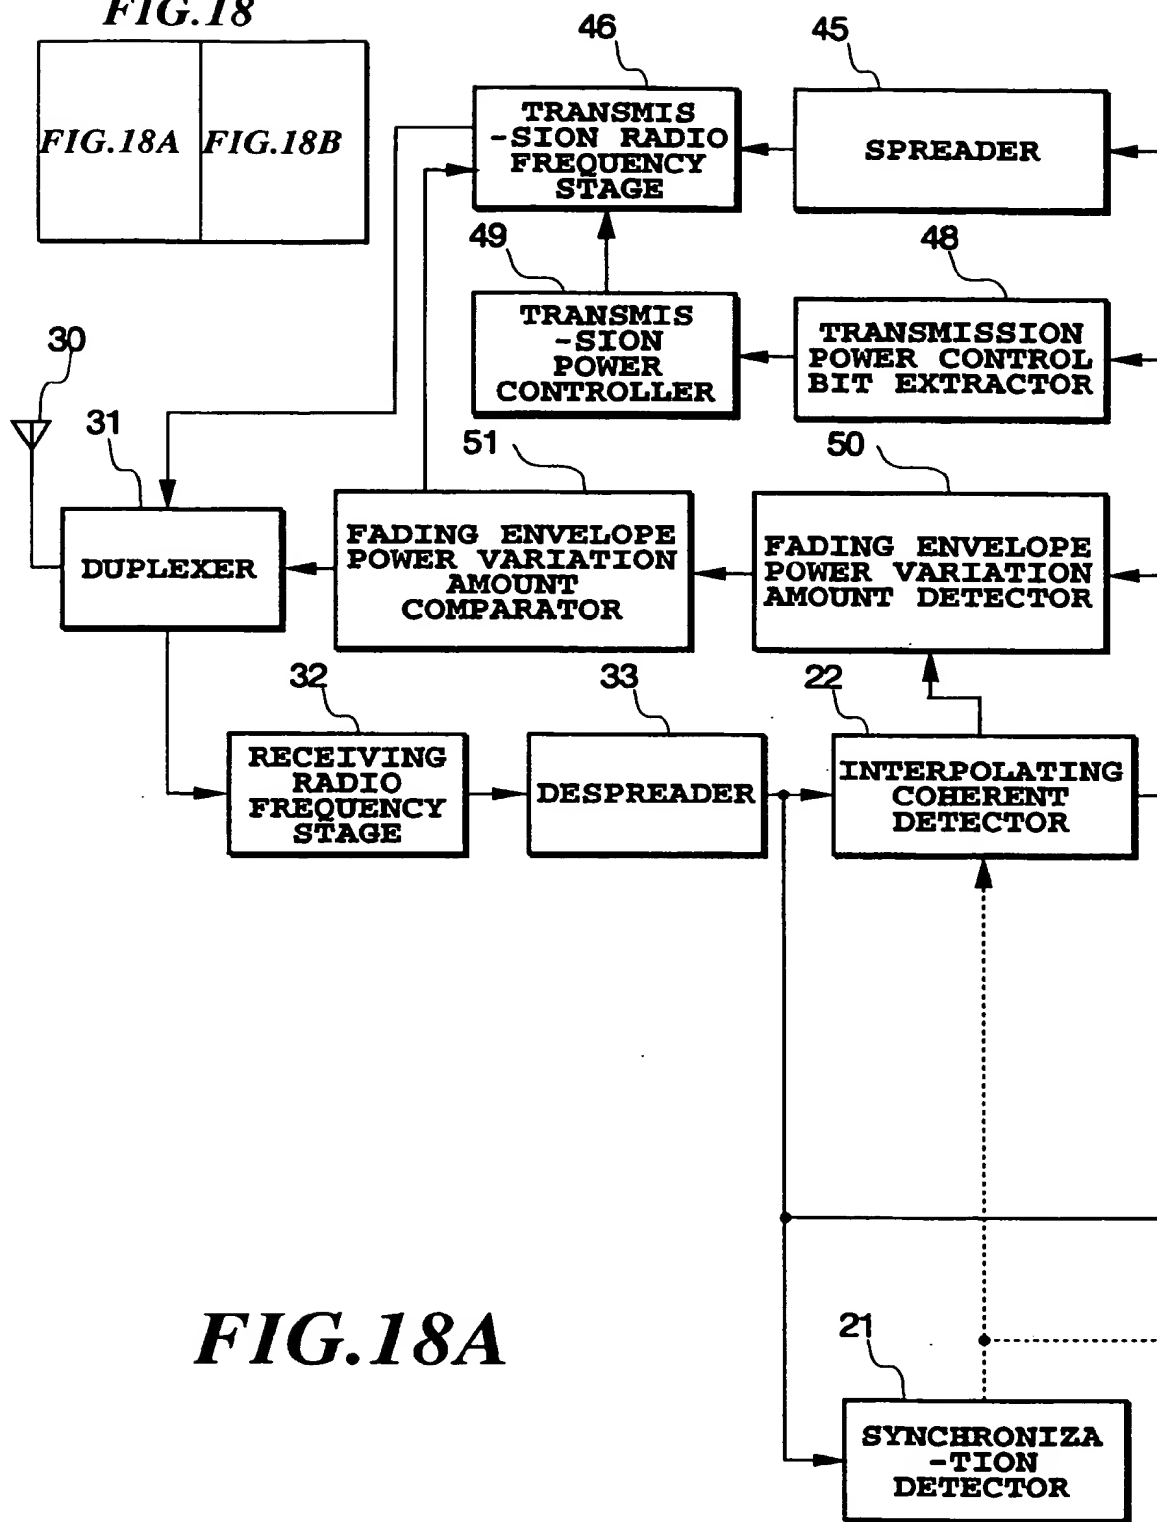 FIG.18
FIG.18A FIG.18B
46
TRANSMIS
-SION RADIO
FREQUENCY
STAGE
45
SPREADER
49
TRANSMIS
-SION
POWER
CONTROLLER
48
TRANSMISSION
POWER CONTROL
BIT EXTRACTOR
30
31
DUPLEXER
51
FADING ENVELOPE
POWER VARIATION
AMOUNT
COMPARATOR
50
FADING ENVELOPE
POWER VARIATION
AMOUNT DETECTOR
32
RECEIVING
RADIO
FREQUENCY
STAGE
33
DESPREADER
22
INTERPOLATING
COHERENT
DETECTOR
FIG.18A
21
SYNCHRONIZA
-TION
DETECTOR